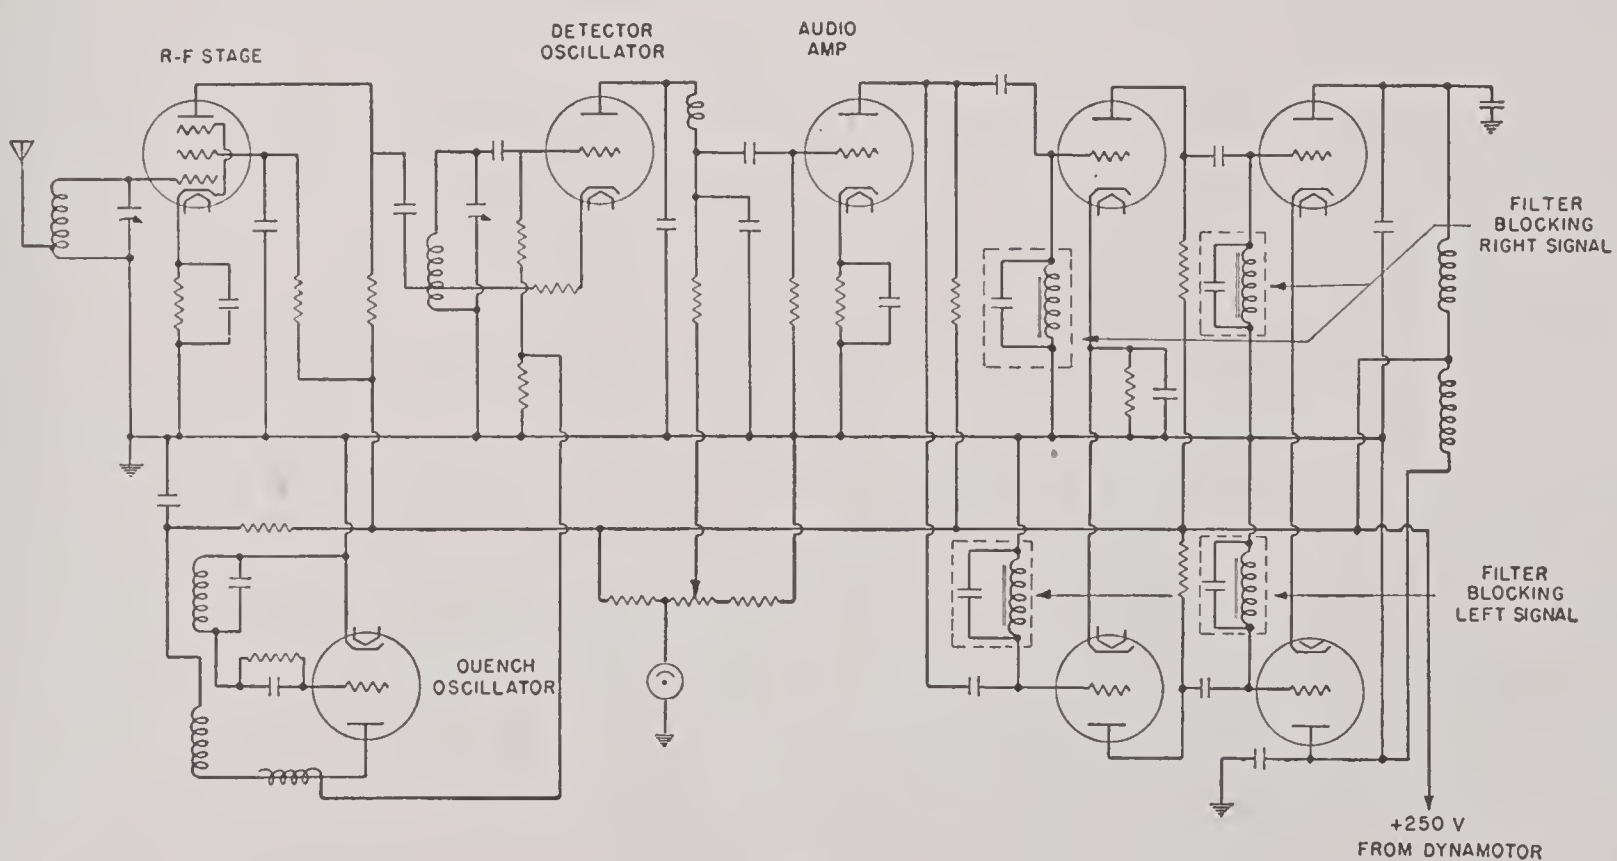 R-F STAGE
DETECTOR
OSCILLATOR
AUDIO
AMP
FILTER
BLOCKING
RIGHT SIGNAL
FILTER
BLOCKING
LEFT SIGNAL
QUENCH
OSCILLATOR
+250 V
FROM DYNAMOTOR